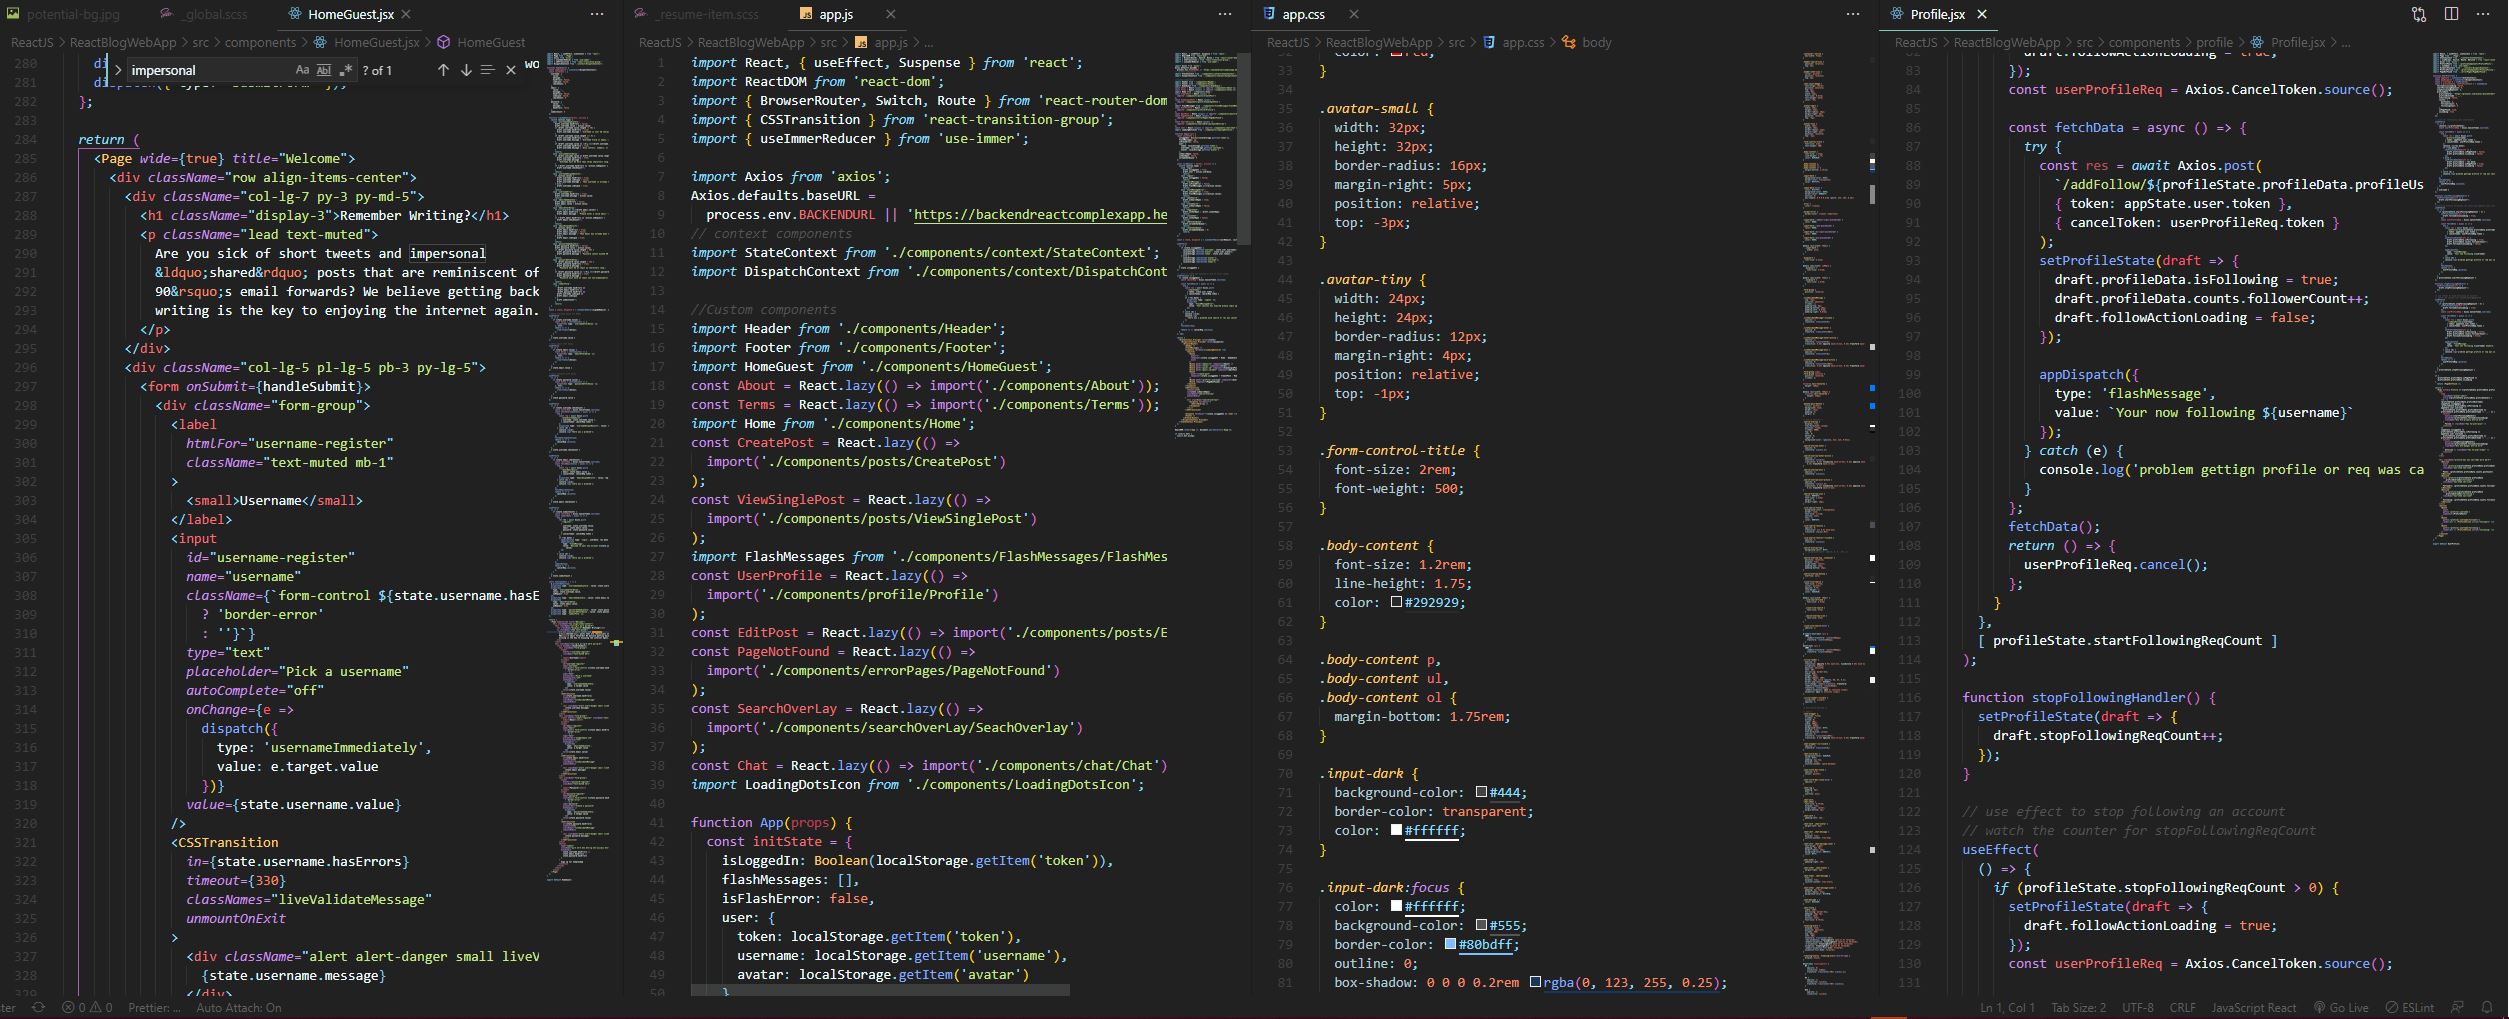 potential-bg.jpg
_global.scss
HomeGuest.jsx
ReactJS > ReactBlogWebApp > src > components > HomeGuest.jsx > HomeGuest
impersonal
Aa
Abl
.*
? of 1
280
281
282 };
283
284 return (
285 <Page wide={true} title="Welcome">
286 <div className="row align-items-center">
287 <div className="col-lg-7 py-3 py-md-5">
288 <h1 className="display-3">Remember Writing?</h1>
289 <p className="lead text-muted">
290 Are you sick of short tweets and impersonal
291 &ldquo;shared&rdquo; posts that are reminiscent of
292 90&rsquo;s email forwards? We believe getting back
293 writing is the key to enjoying the internet again.
294 </p>
295 </div>
296 <div className="col-lg-5 pl-lg-5 pb-3 py-lg-5">
297 <form onSubmit={handleSubmit}>
298 <div className="form-group">
299 <label
300 htmlFor="username-register"
301 className="text-muted mb-1"
302 >
303 <small>Username</small>
304 </label>
305 <input
306 id="username-register"
307 name="username"
308 className={`form-control ${state.username.hasE
309 ? 'border-error'
310 : ''}`}
311 type="text"
312 placeholder="Pick a username"
313 autoComplete="off"
314 onChange={e =>
315 dispatch({
316 type: 'usernameImmediately',
317 value: e.target.value
318 })}
319 value={state.username.value}
320 />
321 <CSSTransition
322 in={state.username.hasErrors}
323 timeout={330}
324 classNames="liveValidateMessage"
325 unmountOnExit
326 >
327 <div className="alert alert-danger small liveV
328 {state.username.message}
329 </div>
_resume-item.scss
app.js
ReactJS > ReactBlogWebApp > src > app.js > ...
1 import React, { useEffect, Suspense } from 'react';
2 import ReactDOM from 'react-dom';
3 import { BrowserRouter, Switch, Route } from 'react-router-dom
4 import { CSSTransition } from 'react-transition-group';
5 import { useImmerReducer } from 'use-immer';
6
7 import Axios from 'axios';
8 Axios.defaults.baseURL =
9 process.env.BACKENDURL || 'https://backendreactcomplexapp.he
10 // context components
11 import StateContext from './components/context/StateContext';
12 import DispatchContext from './components/context/DispatchCont
13
14 //Custom components
15 import Header from './components/Header';
16 import Footer from './components/Footer';
17 import HomeGuest from './components/HomeGuest';
18 const About = React.lazy(() => import('./components/About'));
19 const Terms = React.lazy(() => import('./components/Terms'));
20 import Home from './components/Home';
21 const CreatePost = React.lazy(() =>
22 import('./components/posts/CreatePost')
23 );
24 const ViewSinglePost = React.lazy(() =>
25 import('./components/posts/ViewSinglePost')
26 );
27 import FlashMessages from './components/FlashMessages/FlashMes
28 const UserProfile = React.lazy(() =>
29 import('./components/profile/Profile')
30 );
31 const EditPost = React.lazy(() => import('./components/posts/E
32 const PageNotFound = React.lazy(() =>
33 import('./components/errorPages/PageNotFound')
34 );
35 const SearchOverLay = React.lazy(() =>
36 import('./components/searchOverLay/SeachOverlay')
37 );
38 const Chat = React.lazy(() => import('./components/chat/Chat')
39 import LoadingDotsIcon from './components/LoadingDotsIcon';
40
41 function App(props) {
42 const initState = {
43 isLoggedIn: Boolean(localStorage.getItem('token')),
44 flashMessages: [],
45 isFlashError: false,
46 user: {
47 token: localStorage.getItem('token'),
48 username: localStorage.getItem('username'),
49 avatar: localStorage.getItem('avatar')
50 }
app.css
ReactJS > ReactBlogWebApp > src > app.css > body
color: red;
33 }
34
35 .avatar-small {
36 width: 32px;
37 height: 32px;
38 border-radius: 16px;
39 margin-right: 5px;
40 position: relative;
41 top: -3px;
42 }
43
44 .avatar-tiny {
45 width: 24px;
46 height: 24px;
47 border-radius: 12px;
48 margin-right: 4px;
49 position: relative;
50 top: -1px;
51 }
52
53 .form-control-title {
54 font-size: 2rem;
55 font-weight: 500;
56 }
57
58 .body-content {
59 font-size: 1.2rem;
60 line-height: 1.75;
61 color: #292929;
62 }
63
64 .body-content p,
65 .body-content ul,
66 .body-content ol {
67 margin-bottom: 1.75rem;
68 }
69
70 .input-dark {
71 background-color: #444;
72 border-color: transparent;
73 color: #ffffff;
74 }
75
76 .input-dark:focus {
77 color: #ffffff;
78 background-color: #555;
79 border-color: #80bdff;
80 outline: 0;
81 box-shadow: 0 0 0 0.2rem rgba(0, 123, 255, 0.25);
Profile.jsx
ReactJS > ReactBlogWebApp > src > components > profile > Profile.jsx > ...
draft.followActionLoading = true;
83 });
84 const userProfileReq = Axios.CancelToken.source();
85
86 const fetchData = async () => {
87 try {
88 const res = await Axios.post(
89 `/addFollow/${profileState.profileData.profileUs
90 { token: appState.user.token },
91 { cancelToken: userProfileReq.token }
92 );
93 setProfileState(draft => {
94 draft.profileData.isFollowing = true;
95 draft.profileData.counts.followerCount++;
96 draft.followActionLoading = false;
97 });
98
99 appDispatch({
100 type: 'flashMessage',
101 value: `Your now following ${username}`
102 });
103 } catch (e) {
104 console.log('problem gettign profile or req was ca
105 }
106 };
107 fetchData();
108 return () => {
109 userProfileReq.cancel();
110 };
111 }
112 },
113 [ profileState.startFollowingReqCount ]
114 );
115
116 function stopFollowingHandler() {
117 setProfileState(draft => {
118 draft.stopFollowingReqCount++;
119 });
120 }
121
122 // use effect to stop following an account
123 // watch the counter for stopFollowingReqCount
124 useEffect(
125 () => {
126 if (profileState.stopFollowingReqCount > 0) {
127 setProfileState(draft => {
128 draft.followActionLoading = true;
129 });
130 const userProfileReq = Axios.CancelToken.source();
131
ter
0
0
Prettier: ...
Auto Attach: On
Ln 1, Col 1
Tab Size: 2
UTF-8
CRLF
JavaScript React
Go Live
ESLint